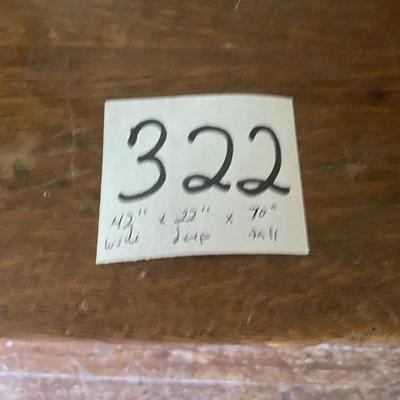 322
42" x 22" x 70"
wide deep tall